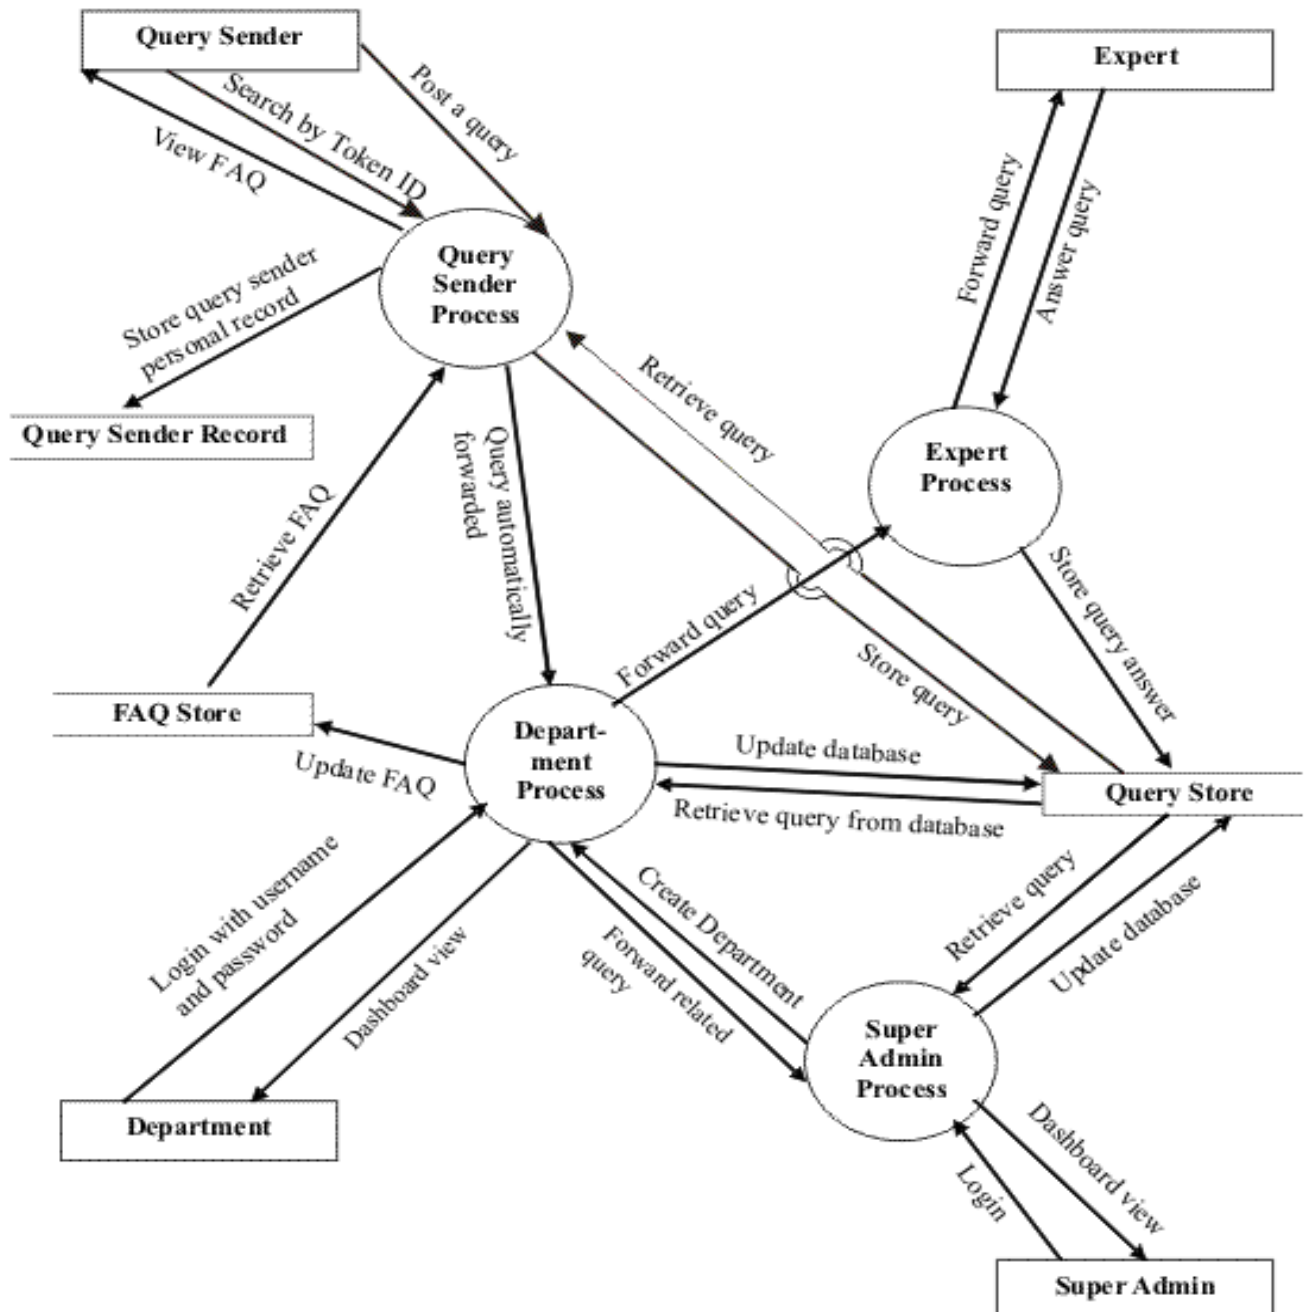 Query Sender
Expert
Search by Token ID
Post a query
View FAQ
Forward query
Answer query
Query
Sender
Process
Store query sender
personal record
Retrieve query
Query Sender Record
Query automatically
forwarded
Expert
Process
Retrieve FAQ
Forward query
Store query answer
Store query
FAQ Store
Depart-
ment
Process
Update database
Update FAQ
Query Store
Retrieve query from database
Login with username
and password
Create Department
Retrieve query
Update database
Dashboard view
Forward related
query
Super
Admin
Process
Department
Dashboard view
Login
Super Admin